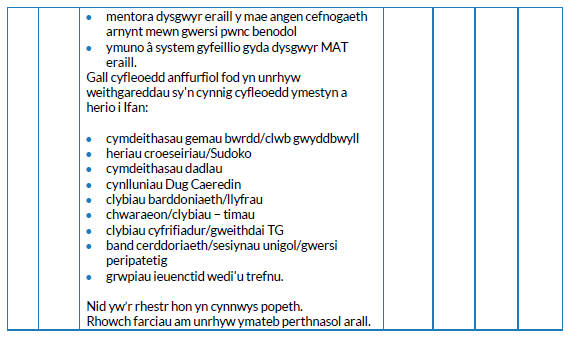 • mentora dysgwyr eraill y mae angen cefnogaeth
arnynt mewn gwersi pwnc benodol
• ymuno â system gyfeillio gyda dysgwyr MAT
eraill.
Gall cyfleoedd anffurfiol fod yn unrhyw
weithgareddau sy'n cynnig cyfleoedd ymestyn a
herio i Ifan:
• cymdeithasau gemau bwrdd/clwb gwyddbwyll
• heriau croeseiriau/Sudoko
• cymdeithasau dadlau
• cynlluniau Dug Caeredin
• clybiau barddoniaeth/llyfrau
• chwaraeon/clybiau – timau
• clybiau cyfrifiadur/gweithdai TG
• band cerddoriaeth/sesiynau unigol/gwersi
peripatetig
• grwpiau ieuenctid wedi'u trefnu.
Nid yw'r rhestr hon yn cynnwys popeth.
Rhowch farciau am unrhyw ymateb perthnasol arall.